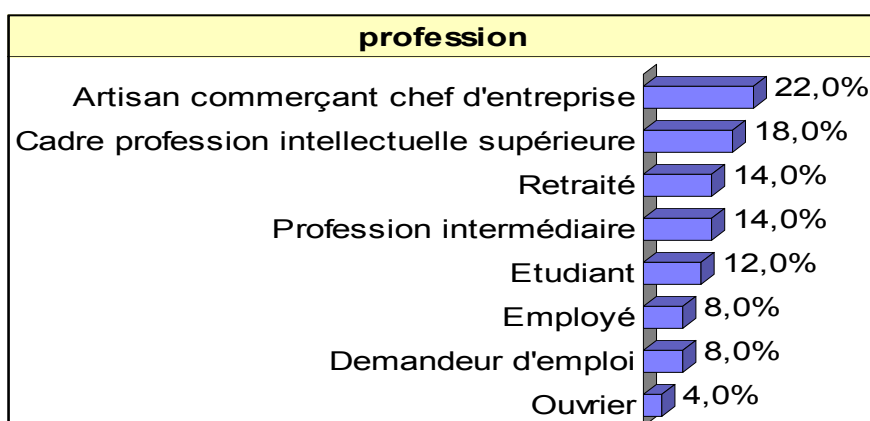 profession
Artisan commerçant chef d'entreprise 22,0%
Cadre profession intellectuelle supérieure 18,0%
Retraité 14,0%
Profession intermédiaire 14,0%
Etudiant 12,0%
Employé 8,0%
Demandeur d'emploi 8,0%
Ouvrier 4,0%